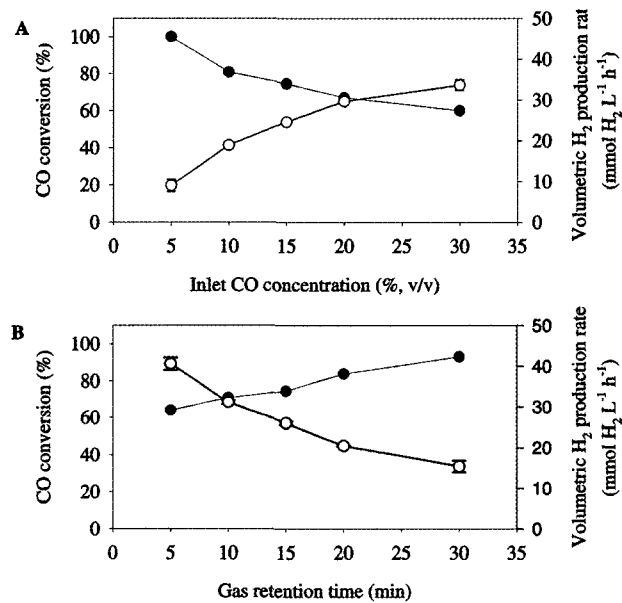 A
CO conversion (%)
100
80
60
40
20
0
0 5 10 15 20 25 30 35
50
40
30
20
10
0
Volumetric H₂ production rat
(mmol H₂ L⁻¹ h⁻¹)
Inlet CO concentration (%, v/v)
B
CO conversion (%)
100
80
60
40
20
0
0 5 10 15 20 25 30 35
50
40
30
20
10
0
Volumetric H₂ production rate
(mmol H₂ L⁻¹ h⁻¹)
Gas retention time (min)